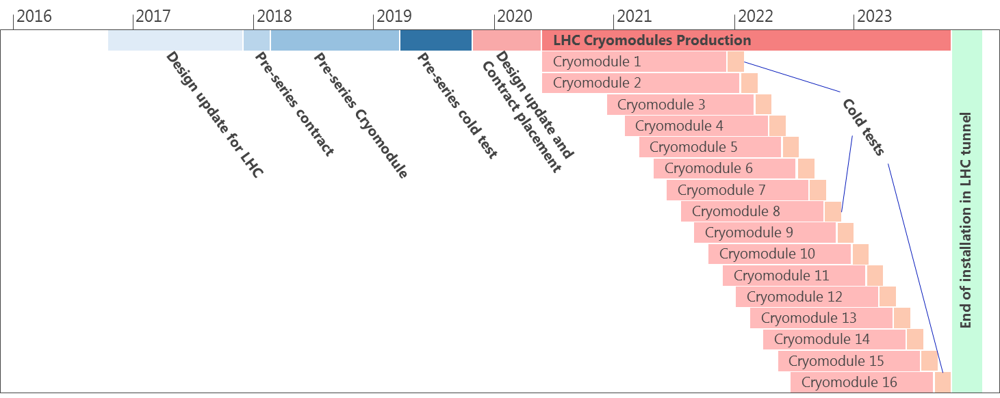 2016
2017
2018
2019
2020
2021
2022
2023
LHC Cryomodules Production
Design update for LHC
Pre-series contract
Pre-series Cryomodule
Pre-series cold test
Design update and
Contract placement
Cryomodule 1
Cryomodule 2
Cryomodule 3
Cryomodule 4
Cryomodule 5
Cryomodule 6
Cryomodule 7
Cryomodule 8
Cryomodule 9
Cryomodule 10
Cryomodule 11
Cryomodule 12
Cryomodule 13
Cryomodule 14
Cryomodule 15
Cryomodule 16
Cold tests
End of installation in LHC tunnel